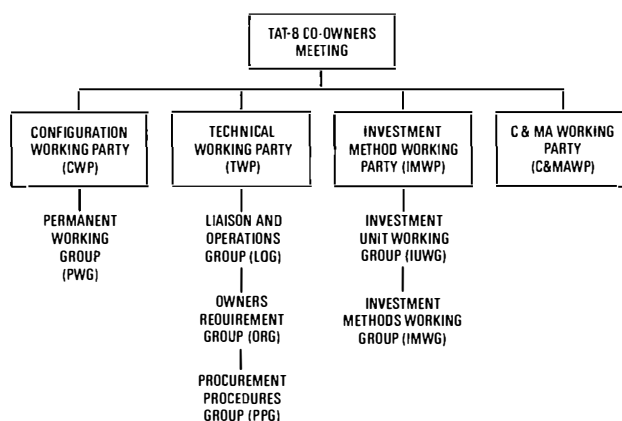 TAT-8 CO-OWNERS
MEETING
CONFIGURATION
WORKING PARTY
(CWP)
TECHNICAL
WORKING PARTY
(TWP)
INVESTMENT
METHOD WORKING
PARTY (IMWP)
C & MA WORKING
PARTY
(C&MAWP)
PERMANENT
WORKING
GROUP
(PWG)
LIAISON AND
OPERATIONS
GROUP (LOG)
INVESTMENT
UNIT WORKING
GROUP (IUWG)
OWNERS
REQUIREMENT
GROUP (ORG)
INVESTMENT
METHODS WORKING
GROUP (IMWG)
PROCUREMENT
PROCEDURES
GROUP (PPG)